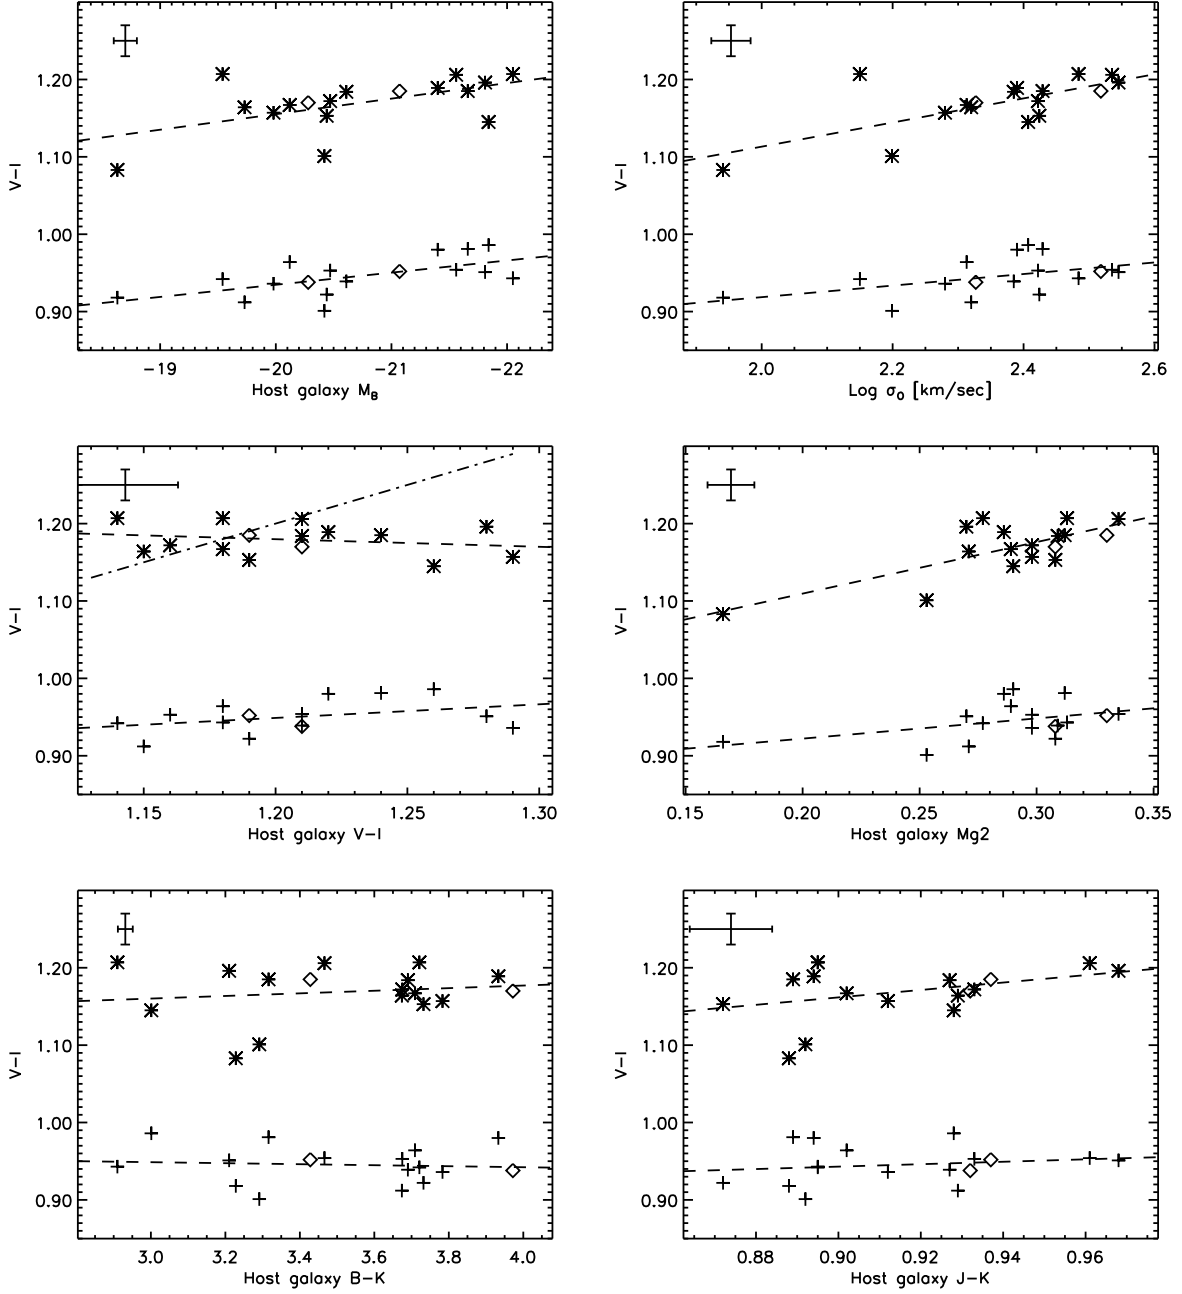 V-I
1.20
1.10
1.00
0.90
-19 -20 -21 -22
Host galaxy M_B
V-I
1.20
1.10
1.00
0.90
2.0 2.2 2.4 2.6
Log σ_0 [km/sec]
V-I
1.20
1.10
1.00
0.90
1.15 1.20 1.25 1.30
Host galaxy V-I
V-I
1.20
1.10
1.00
0.90
0.15 0.20 0.25 0.30 0.35
Host galaxy Mg2
V-I
1.20
1.10
1.00
0.90
3.0 3.2 3.4 3.6 3.8 4.0
Host galaxy B-K
V-I
1.20
1.10
1.00
0.90
0.88 0.90 0.92 0.94 0.96
Host galaxy J-K